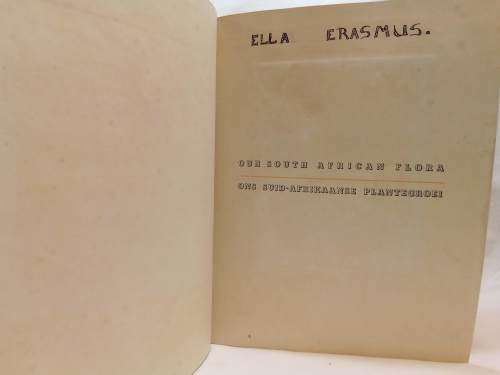 ELLA ERASMUS.
OUR SOUTH AFRICAN FLORA
ONS SUID-AFRIKAANSE PLANTEGROEI